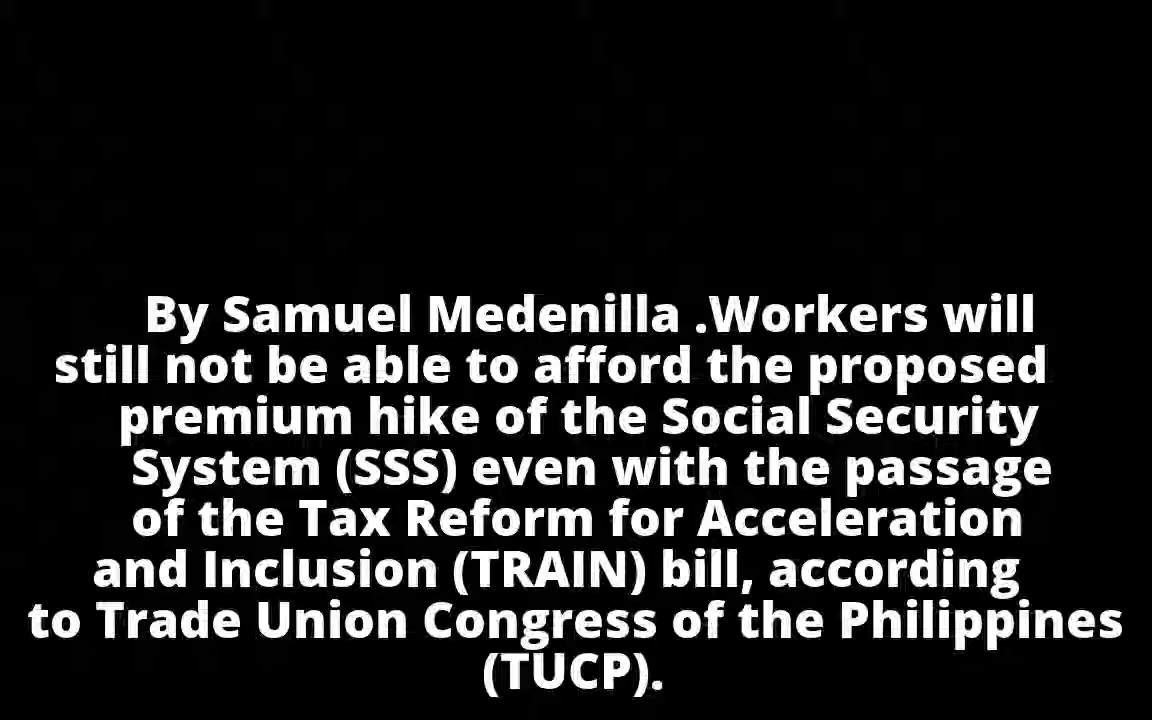 By Samuel Medenilla .Workers will
still not be able to afford the proposed
premium hike of the Social Security
System (SSS) even with the passage
of the Tax Reform for Acceleration
and Inclusion (TRAIN) bill, according
to Trade Union Congress of the Philippines
(TUCP).